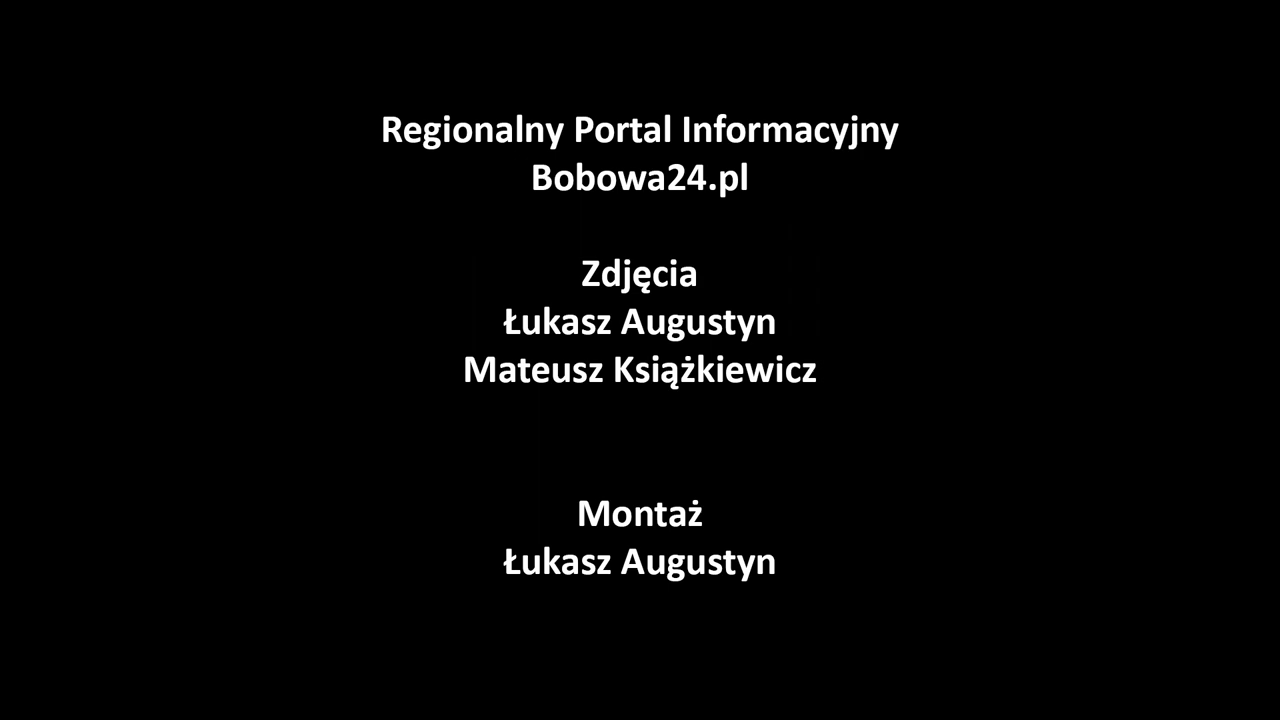 Regionalny Portal Informacyjny
Bobowa24.pl
Zdjęcia
Łukasz Augustyn
Mateusz Książkiewicz
Montaż
Łukasz Augustyn